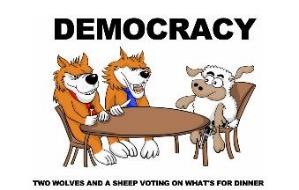 DEMOCRACY
TWO WOLVES AND A SHEEP VOTING ON WHAT'S FOR DINNER